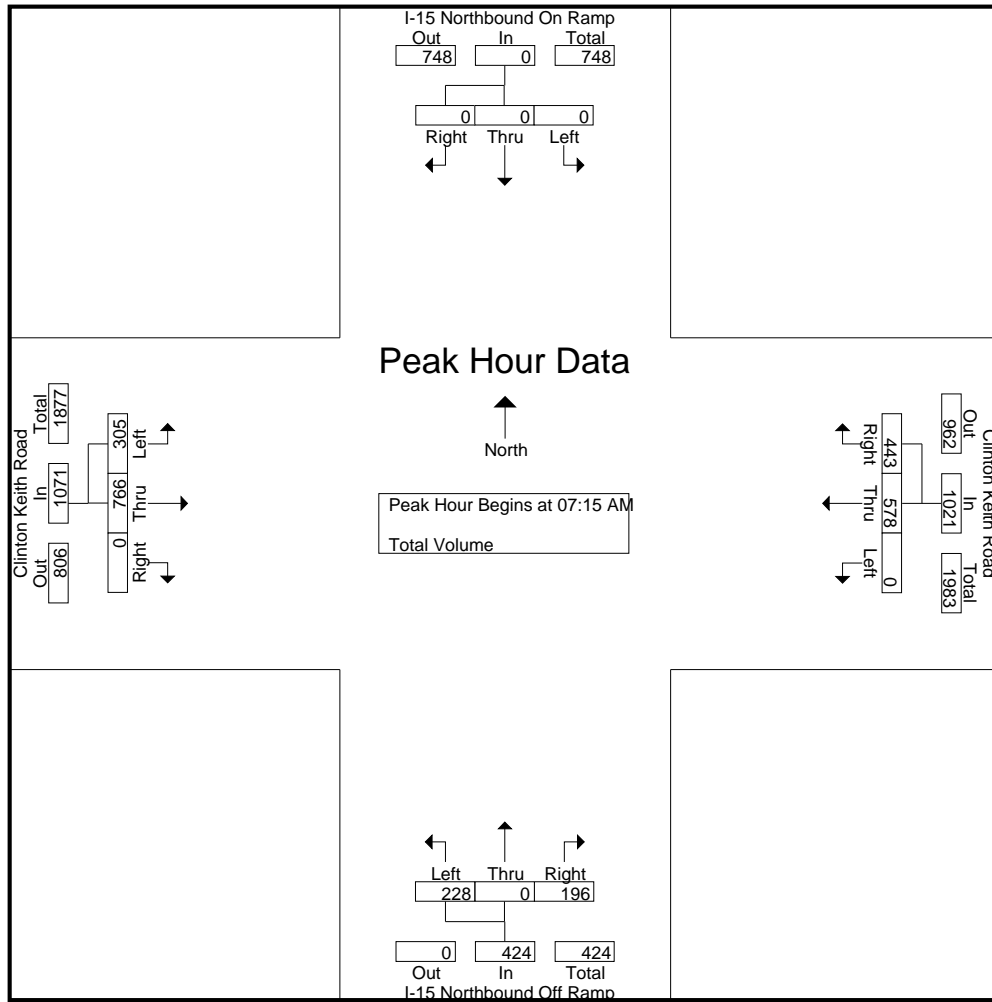 I-15 Northbound On Ramp
Out In Total
748 0 748
0 0 0
Right Thru Left
Peak Hour Data
North
Peak Hour Begins at 07:15 AM
Total Volume
Clinton Keith Road
Total In Out
1877 1071 806
305 766 0
Left Thru Right
Clinton Keith Road
Out In Total
962 1021 1983
443 578 0
Right Thru Left
Left Thru Right
228 0 196
0 424 424
Out In Total
I-15 Northbound Off Ramp